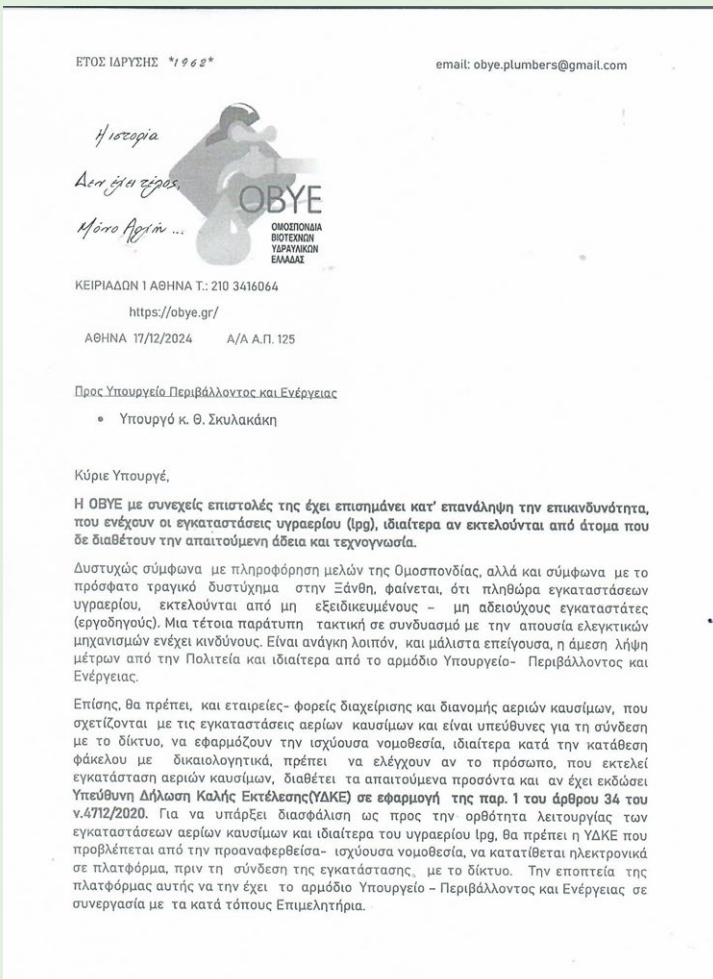 ΕΤΟΣ ΙΔΡΥΣΗΣ *1962*
email: obye.plumbers@gmail.com
Η ιστορία
Δεν έχει τέλος,
Μόνο Αρχή ...
ΟΒΥΕ
ΟΜΟΣΠΟΝΔΙΑ
ΒΙΟΤΕΧΝΩΝ
ΥΔΡΑΥΛΙΚΩΝ
ΕΛΛΑΔΑΣ
ΚΕΙΡΙΑΔΩΝ 1 ΑΘΗΝΑ Τ.: 210 3416064
https://obye.gr/
ΑΘΗΝΑ 17/12/2024 Α/Α Α.Π. 125
Προς Υπουργείο Περιβάλλοντος και Ενέργειας
• Υπουργό κ. Θ. Σκυλακάκη
Κύριε Υπουργέ,
Η ΟΒΥΕ με συνεχείς επιστολές της έχει επισημάνει κατ' επανάληψη την επικινδυνότητα,
που ενέχουν οι εγκαταστάσεις υγραερίου (lpg), ιδιαίτερα αν εκτελούνται από άτομα που
δε διαθέτουν την απαιτούμενη άδεια και τεχνογνωσία.
Δυστυχώς σύμφωνα με πληροφόρηση μελών της Ομοσπονδίας, αλλά και σύμφωνα με το
πρόσφατο τραγικό δυστύχημα στην Ξάνθη, φαίνεται, ότι πληθώρα εγκαταστάσεων
υγραερίου, εκτελούνται από μη εξειδικευμένους – μη αδειούχους εγκαταστάτες
(εργοδηγούς). Μια τέτοια παράτυπη τακτική σε συνδυασμό με την απουσία ελεγκτικών
μηχανισμών ενέχει κινδύνους. Είναι ανάγκη λοιπόν, και μάλιστα επείγουσα, η άμεση λήψη
μέτρων από την Πολιτεία και ιδιαίτερα από το αρμόδιο Υπουργείο- Περιβάλλοντος και
Ενέργειας.
Επίσης, θα πρέπει, και εταιρείες- φορείς διαχείρισης και διανομής αεριών καυσίμων, που
σχετίζονται με τις εγκαταστάσεις αερίων καυσίμων και είναι υπεύθυνες για τη σύνδεση
με το δίκτυο, να εφαρμόζουν την ισχύουσα νομοθεσία, ιδιαίτερα κατά την κατάθεση
φάκελου με δικαιολογητικά, πρέπει να ελέγχουν αν το πρόσωπο, που εκτελεί
εγκατάσταση αεριών καυσίμων, διαθέτει τα απαιτούμενα προσόντα και αν έχει εκδώσει
Υπεύθυνη Δήλωση Καλής Εκτέλεσης(ΥΔΚΕ) σε εφαρμογή της παρ. 1 του άρθρου 34 του
ν.4712/2020. Για να υπάρξει διασφάλιση ως προς την ορθότητα λειτουργίας των
εγκαταστάσεων αερίων καυσίμων και ιδιαίτερα του υγραερίου lpg, θα πρέπει η ΥΔΚΕ που
προβλέπεται από την προαναφερθείσα- ισχύουσα νομοθεσία, να κατατίθεται ηλεκτρονικά
σε πλατφόρμα, πριν τη σύνδεση της εγκατάστασης, με το δίκτυο. Την εποπτεία της
πλατφόρμας αυτής να την έχει το αρμόδιο Υπουργείο – Περιβάλλοντος και Ενέργειας σε
συνεργασία με τα κατά τόπους Επιμελητήρια.